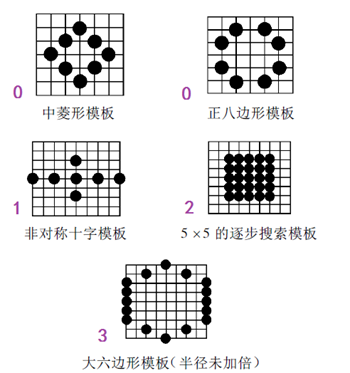 0
0
中菱形模板
正八边形模板
1
2
非对称十字模板
5×5的逐步搜索模板
3
大六边形模板(半径未加倍)